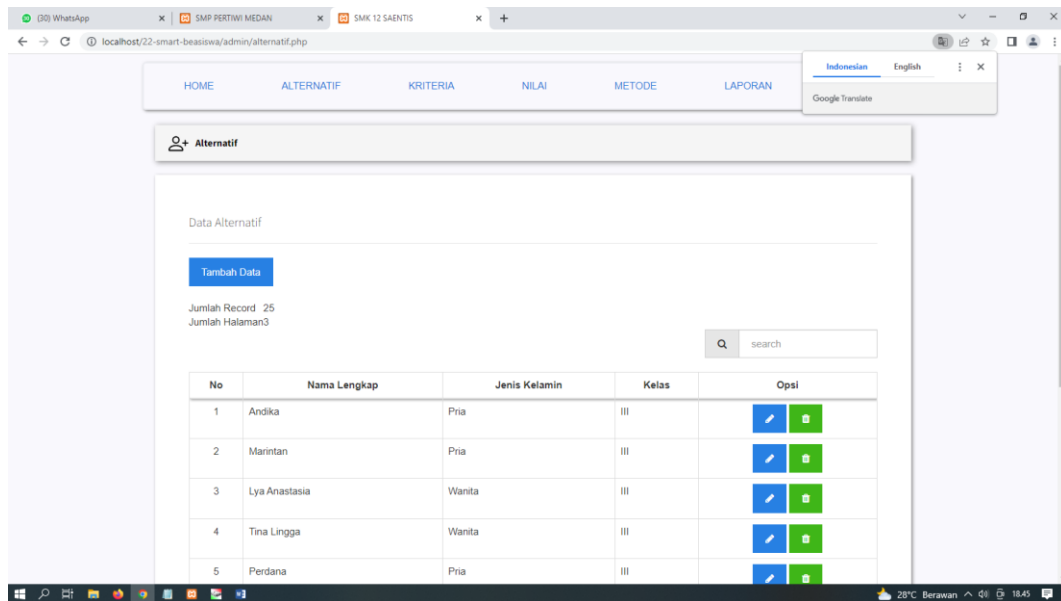 (30) WhatsApp
SMP PERTIWI MEDAN
SMK 12 SAENTIS
localhost/22-smart-beasiswa/admin/alternatif.php
Indonesian English
Google Translate
HOME ALTERNATIF KRITERIA NILAI METODE LAPORAN
Alternatif
Data Alternatif
Tambah Data
Jumlah Record 25
Jumlah Halaman3
search
No Nama Lengkap Jenis Kelamin Kelas Opsi
1 Andika Pria III
2 Marintan Pria III
3 Lya Anastasia Wanita III
4 Tina Lingga Wanita III
5 Perdana Pria III
28°C Berawan 18.45